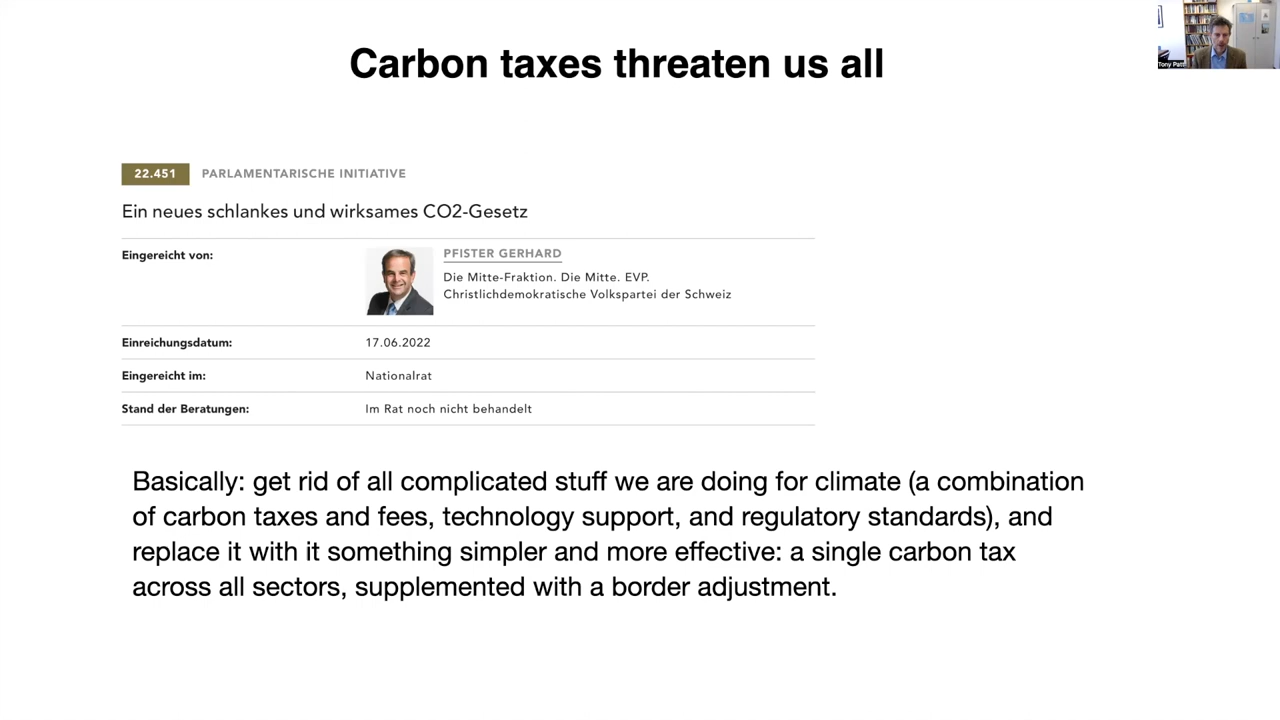 Carbon taxes threaten us all
Tony Patt
22.451 PARLAMENTARISCHE INITIATIVE
Ein neues schlankes und wirksames CO2-Gesetz
Eingereicht von:
PFISTER GERHARD
Die Mitte-Fraktion. Die Mitte. EVP.
Christlichdemokratische Volkspartei der Schweiz
Einreichungsdatum: 17.06.2022
Eingereicht im: Nationalrat
Stand der Beratungen: Im Rat noch nicht behandelt
Basically: get rid of all complicated stuff we are doing for climate (a combination
of carbon taxes and fees, technology support, and regulatory standards), and
replace it with it something simpler and more effective: a single carbon tax
across all sectors, supplemented with a border adjustment.